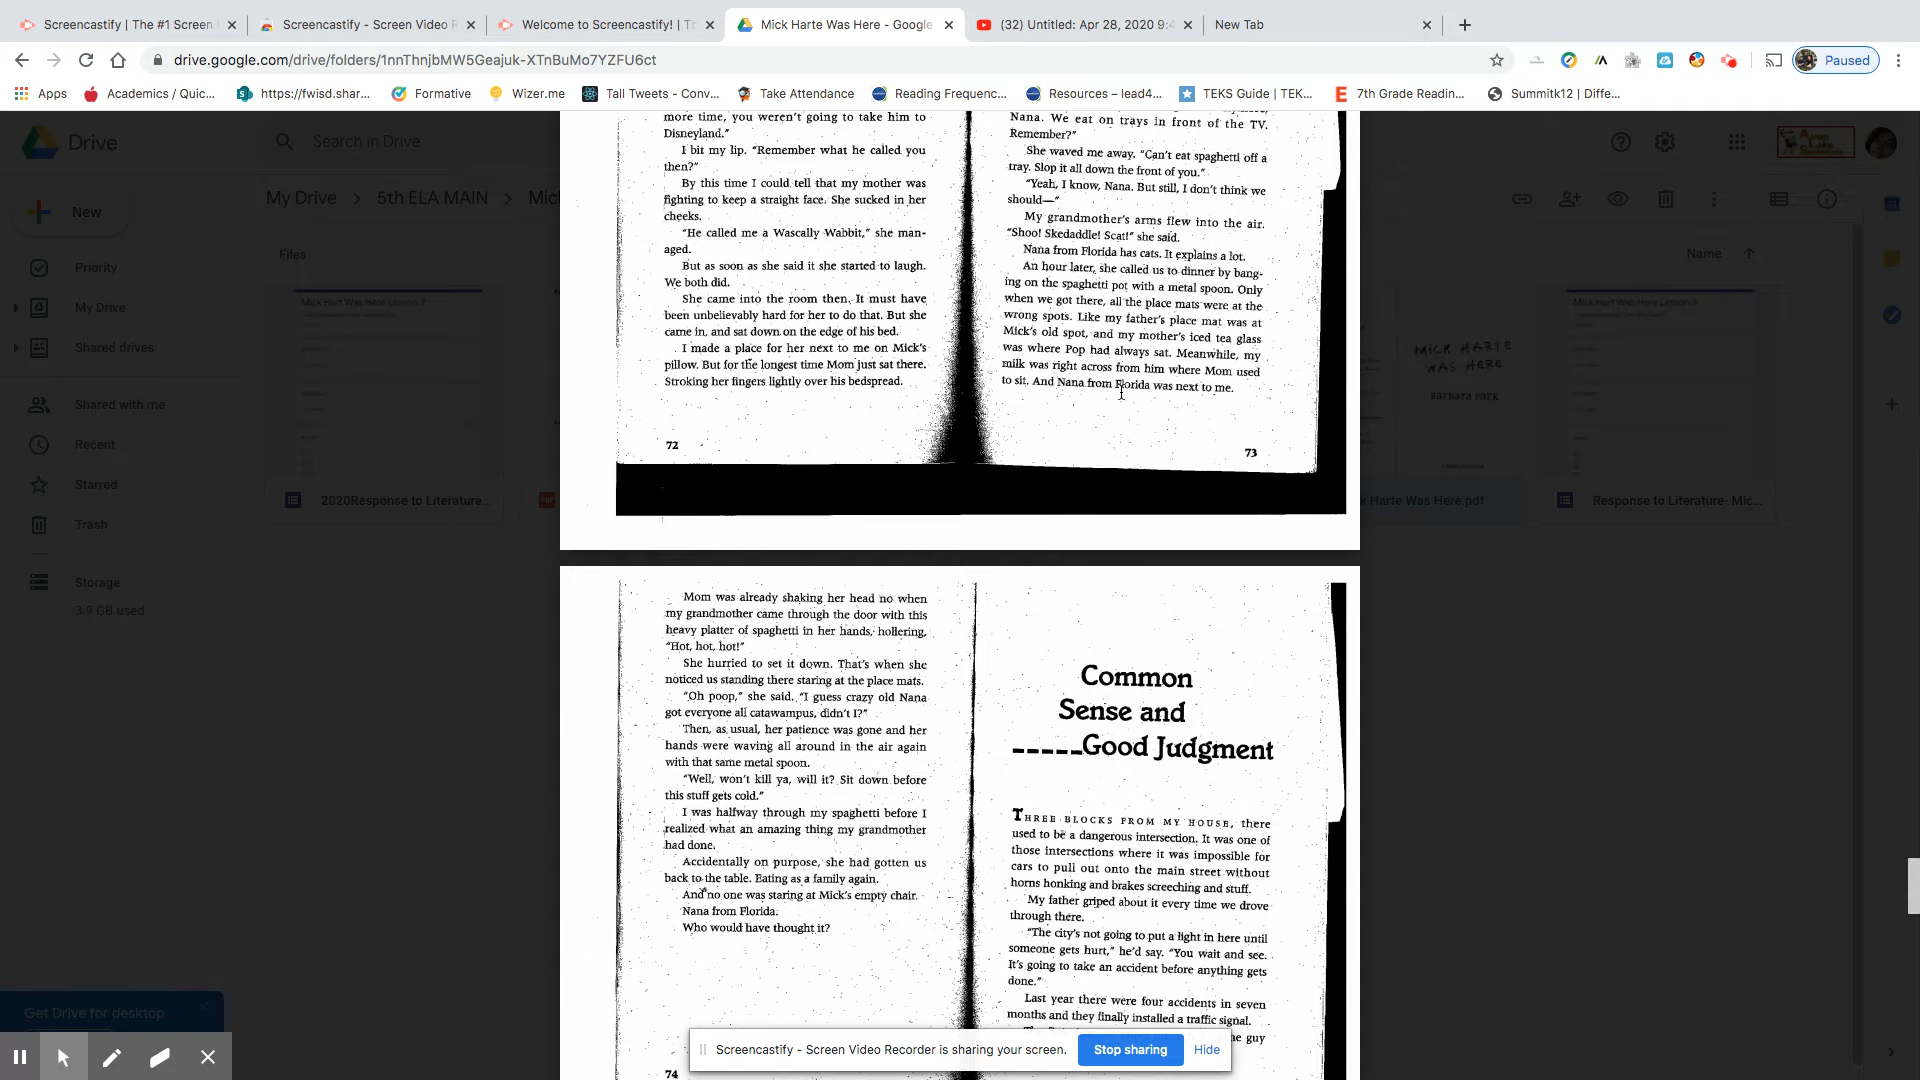 Screencastify | The #1 Screen
Screencastify - Screen Video R
Welcome to Screencastify! | Th
Mick Harte Was Here - Google
(32) Untitled: Apr 28, 2020 9:4
New Tab
drive.google.com/drive/folders/1nnThnjbMW5Geajuk-XTnBuMo7YZFU6ct
Paused
Apps
Academics / Quic...
https://fwisd.shar...
Formative
Wizer.me
Tall Tweets - Conv...
Take Attendance
Reading Frequenc...
Resources – lead4...
TEKS Guide | TEK...
7th Grade Readin...
Summitk12 | Diffe...
Drive
Search in Drive
New
My Drive > 5th ELA MAIN >
Priority
My Drive
Shared drives
Shared with me
Recent
Starred
Trash
Storage
3.9 GB used
Get Drive for desktop
Files
Name
Mick Hart Was Here Lesson 7
2020Response to Literature...
MICK HARTE
WAS HERE
Barbara Park
k Harte Was Here.pdf
Mick Hart Was Here Lesson 9
Response to Literature- Mic...
more time, you weren't going to take him to
Disneyland."
I bit my lip. "Remember what he called you
then?"
By this time I could tell that my mother was
fighting to keep a straight face. She sucked in her
cheeks.
"He called me a Wascally Wabbit," she man-
aged.
But as soon as she said it she started to laugh.
We both did.
She came into the room then. It must have
been unbelievably hard for her to do that. But she
came in, and sat down on the edge of his bed.
I made a place for her next to me on Mick's
pillow. But for the longest time Mom just sat there.
Stroking her fingers lightly over his bedspread.
72
Nana. We eat on trays in front of the TV.
Remember?"
She waved me away. "Can't eat spaghetti off a
tray. Slop it all down the front of you."
"Yeah, I know, Nana. But still, I don't think we
should—"
My grandmother's arms flew into the air.
"Shoo! Skedaddle! Scat!" she said.
Nana from Florida has cats. It explains a lot.
An hour later, she called us to dinner by bang-
ing on the spaghetti pot with a metal spoon. Only
when we got there, all the place mats were at the
wrong spots. Like my father's place mat was at
Mick's old spot, and my mother's iced tea glass
was where Pop had always sat. Meanwhile, my
milk was right across from him where Mom used
to sit. And Nana from Florida was next to me.
73
Mom was already shaking her head no when
my grandmother came through the door with this
heavy platter of spaghetti in her hands, hollering,
"Hot, hot, hot!"
She hurried to set it down. That's when she
noticed us standing there staring at the place mats.
"Oh poop," she said. "I guess crazy old Nana
got everyone all catawampus, didn't I?"
Then, as usual, her patience was gone and her
hands were waving all around in the air again
with that same metal spoon.
"Well, won't kill ya, will it? Sit down before
this stuff gets cold."
I was halfway through my spaghetti before I
realized what an amazing thing my grandmother
had done.
Accidentally on purpose, she had gotten us
back to the table. Eating as a family again.
And no one was staring at Mick's empty chair.
Nana from Florida.
Who would have thought it?
74
Common
Sense and
-----Good Judgment
THREE BLOCKS FROM MY HOUSE, there
used to be a dangerous intersection. It was one of
those intersections where it was impossible for
cars to pull out onto the main street without
horns honking and brakes screeching and stuff.
My father griped about it every time we drove
through there.
"The city's not going to put a light in here until
someone gets hurt," he'd say. "You wait and see.
It's going to take an accident before anything gets
done."
Last year there were four accidents in seven
months and they finally installed a traffic signal.
he guy
Screencastify - Screen Video Recorder is sharing your screen.
Stop sharing
Hide